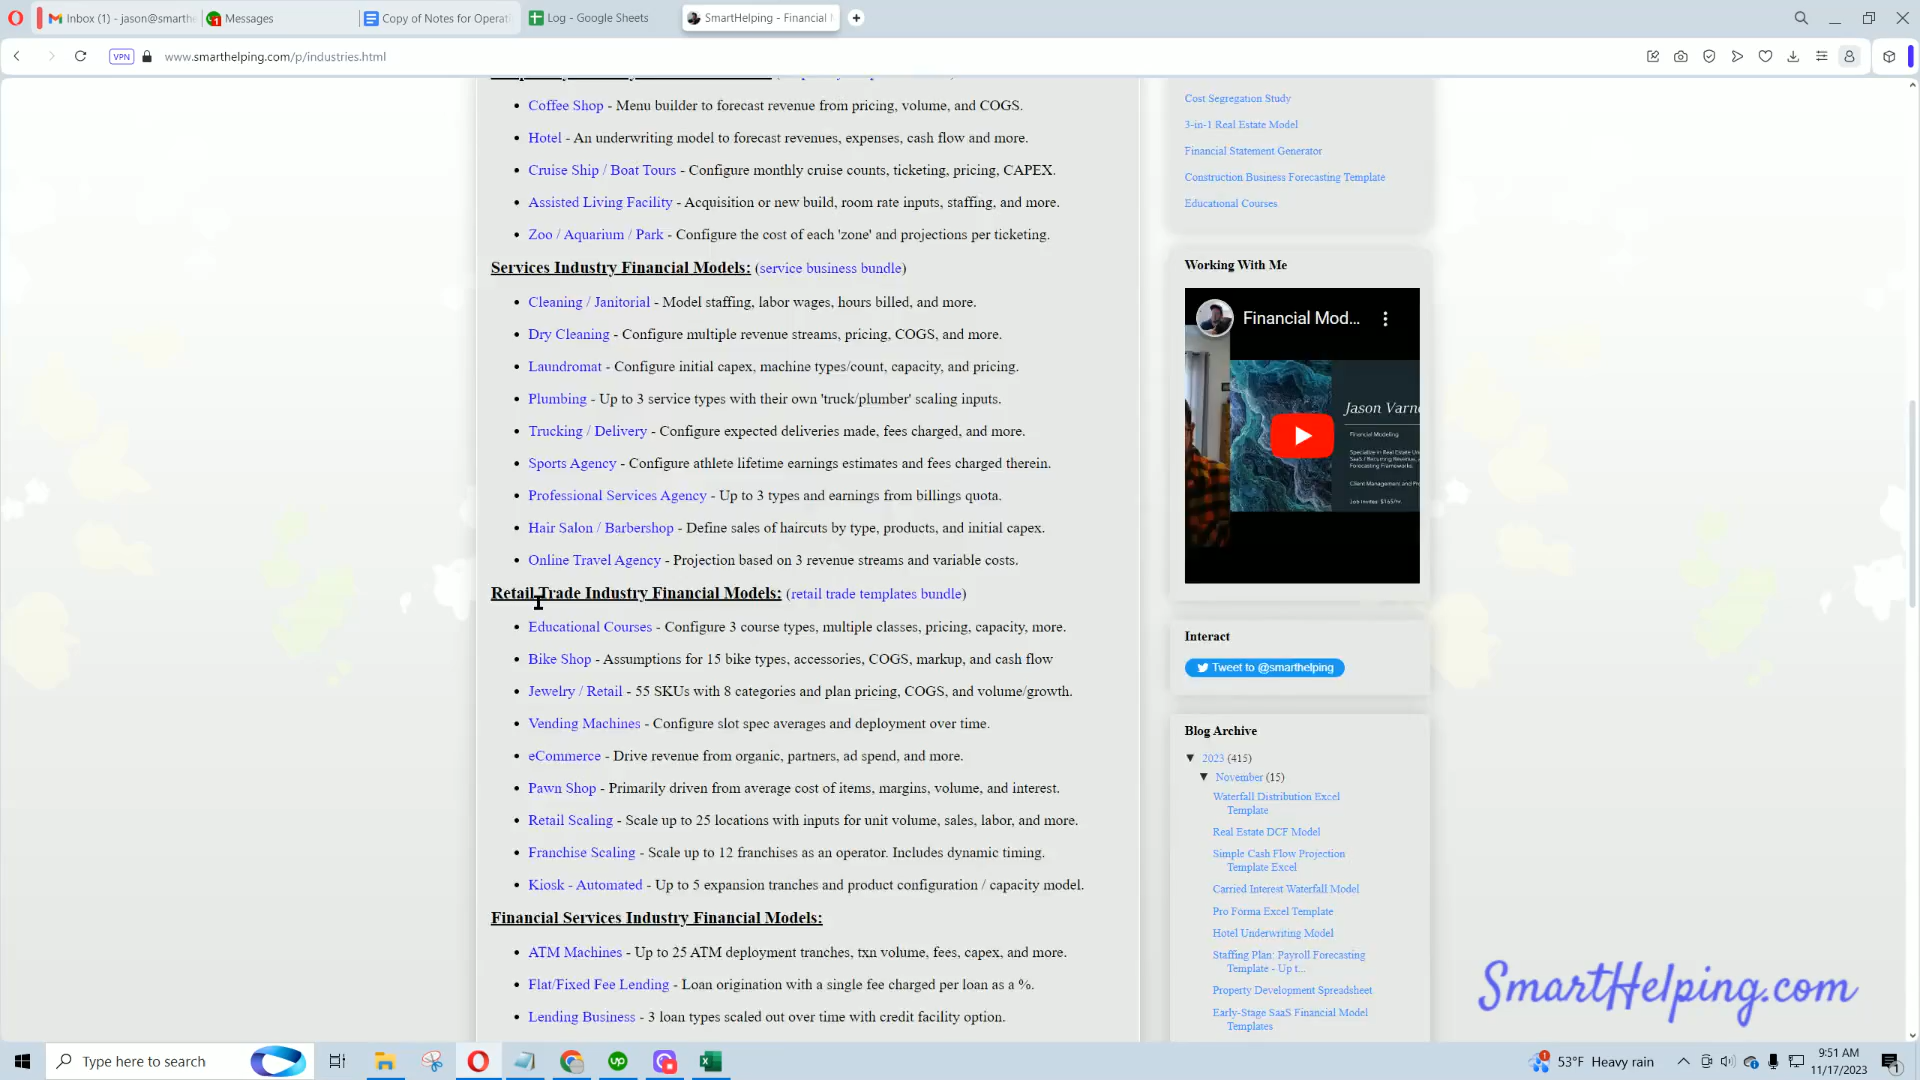 Inbox (1) - jason@smarthe
Messages
Copy of Notes for Operati
Log - Google Sheets
SmartHelping - Financial
VPN
www.smarthelping.com/p/industries.html
Coffee Shop - Menu builder to forecast revenue from pricing, volume, and COGS.
Hotel - An underwriting model to forecast revenues, expenses, cash flow and more.
Cruise Ship / Boat Tours - Configure monthly cruise counts, ticketing, pricing, CAPEX.
Assisted Living Facility - Acquisition or new build, room rate inputs, staffing, and more.
Zoo / Aquarium / Park - Configure the cost of each 'zone' and projections per ticketing.
Services Industry Financial Models: (service business bundle)
Cleaning / Janitorial - Model staffing, labor wages, hours billed, and more.
Dry Cleaning - Configure multiple revenue streams, pricing, COGS, and more.
Laundromat - Configure initial capex, machine types/count, capacity, and pricing.
Plumbing - Up to 3 service types with their own 'truck/plumber' scaling inputs.
Trucking / Delivery - Configure expected deliveries made, fees charged, and more.
Sports Agency - Configure athlete lifetime earnings estimates and fees charged therein.
Professional Services Agency - Up to 3 types and earnings from billings quota.
Hair Salon / Barbershop - Define sales of haircuts by type, products, and initial capex.
Online Travel Agency - Projection based on 3 revenue streams and variable costs.
Retail Trade Industry Financial Models: (retail trade templates bundle)
Educational Courses - Configure 3 course types, multiple classes, pricing, capacity, more.
Bike Shop - Assumptions for 15 bike types, accessories, COGS, markup, and cash flow
Jewelry / Retail - 55 SKUs with 8 categories and plan pricing, COGS, and volume/growth.
Vending Machines - Configure slot spec averages and deployment over time.
eCommerce - Drive revenue from organic, partners, ad spend, and more.
Pawn Shop - Primarily driven from average cost of items, margins, volume, and interest.
Retail Scaling - Scale up to 25 locations with inputs for unit volume, sales, labor, and more.
Franchise Scaling - Scale up to 12 franchises as an operator. Includes dynamic timing.
Kiosk - Automated - Up to 5 expansion tranches and product configuration / capacity model.
Financial Services Industry Financial Models:
ATM Machines - Up to 25 ATM deployment tranches, txn volume, fees, capex, and more.
Flat/Fixed Fee Lending - Loan origination with a single fee charged per loan as a %.
Lending Business - 3 loan types scaled out over time with credit facility option.
Cost Segregation Study
3-in-1 Real Estate Model
Financial Statement Generator
Construction Business Forecasting Template
Educational Courses
Working With Me
Financial Mod...
Jason Varn
Financial Modeling
Interact
Tweet to @smarthelping
Blog Archive
▼ 2023 (415)
▼ November (15)
Waterfall Distribution Excel
Template
Real Estate DCF Model
Simple Cash Flow Projection
Template Excel
Carried Interest Waterfall Model
Pro Forma Excel Template
Hotel Underwriting Model
Staffing Plan: Payroll Forecasting
Template - Up t...
Property Development Spreadsheet
Early-Stage SaaS Financial Model
Templates
SmartHelping.com
Type here to search
53°F Heavy rain
9:51 AM
11/17/2023